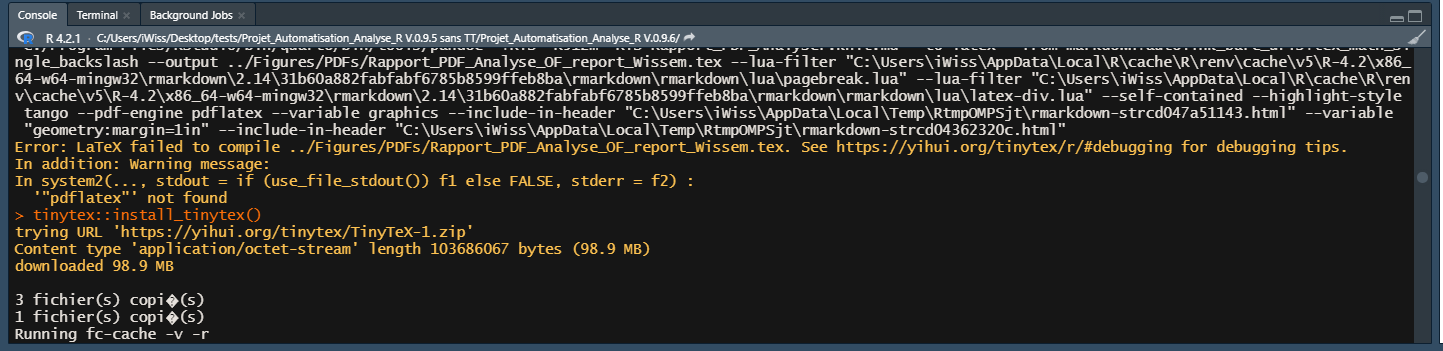 Console Terminal Background Jobs
R 4.2.1 · C:/Users/iWiss/Desktop/tests/Projet_Automatisation_Analyse_R V.0.9.5 sans TT/Projet_Automatisation_Analyse_R V.0.9.6/
ngle_backslash --output ../Figures/PDFs/Rapport_PDF_Analyse_OF_report_Wissem.tex --lua-filter "C:\Users\iWiss\AppData\Local\R\cache\R\renv\cache\v5\R-4.2\x86_
64-w64-mingw32\rmarkdown\2.14\31b60a882fabfabf6785b8599ffeb8ba\rmarkdown\rmarkdown\lua\pagebreak.lua" --lua-filter "C:\Users\iWiss\AppData\Local\R\cache\R\ren
v\cache\v5\R-4.2\x86_64-w64-mingw32\rmarkdown\2.14\31b60a882fabfabf6785b8599ffeb8ba\rmarkdown\rmarkdown\lua\latex-div.lua" --self-contained --highlight-style
tango --pdf-engine pdflatex --variable graphics --include-in-header "C:\Users\iWiss\AppData\Local\Temp\RtmpOMPSjt\rmarkdown-strcd047a51143.html" --variable
"geometry:margin=1in" --include-in-header "C:\Users\iWiss\AppData\Local\Temp\RtmpOMPSjt\rmarkdown-strcd04362320c.html"
Error: LaTeX failed to compile ../Figures/PDFs/Rapport_PDF_Analyse_OF_report_Wissem.tex. See https://yihui.org/tinytex/r/#debugging for debugging tips.
In addition: Warning message:
In system2(..., stdout = if (use_file_stdout()) f1 else FALSE, stderr = f2) :
'"pdflatex"' not found
> tinytex::install_tinytex()
trying URL 'https://yihui.org/tinytex/TinyTeX-1.zip'
Content type 'application/octet-stream' length 103686067 bytes (98.9 MB)
downloaded 98.9 MB
3 fichier(s) copi�(s)
1 fichier(s) copi�(s)
Running fc-cache -v -r